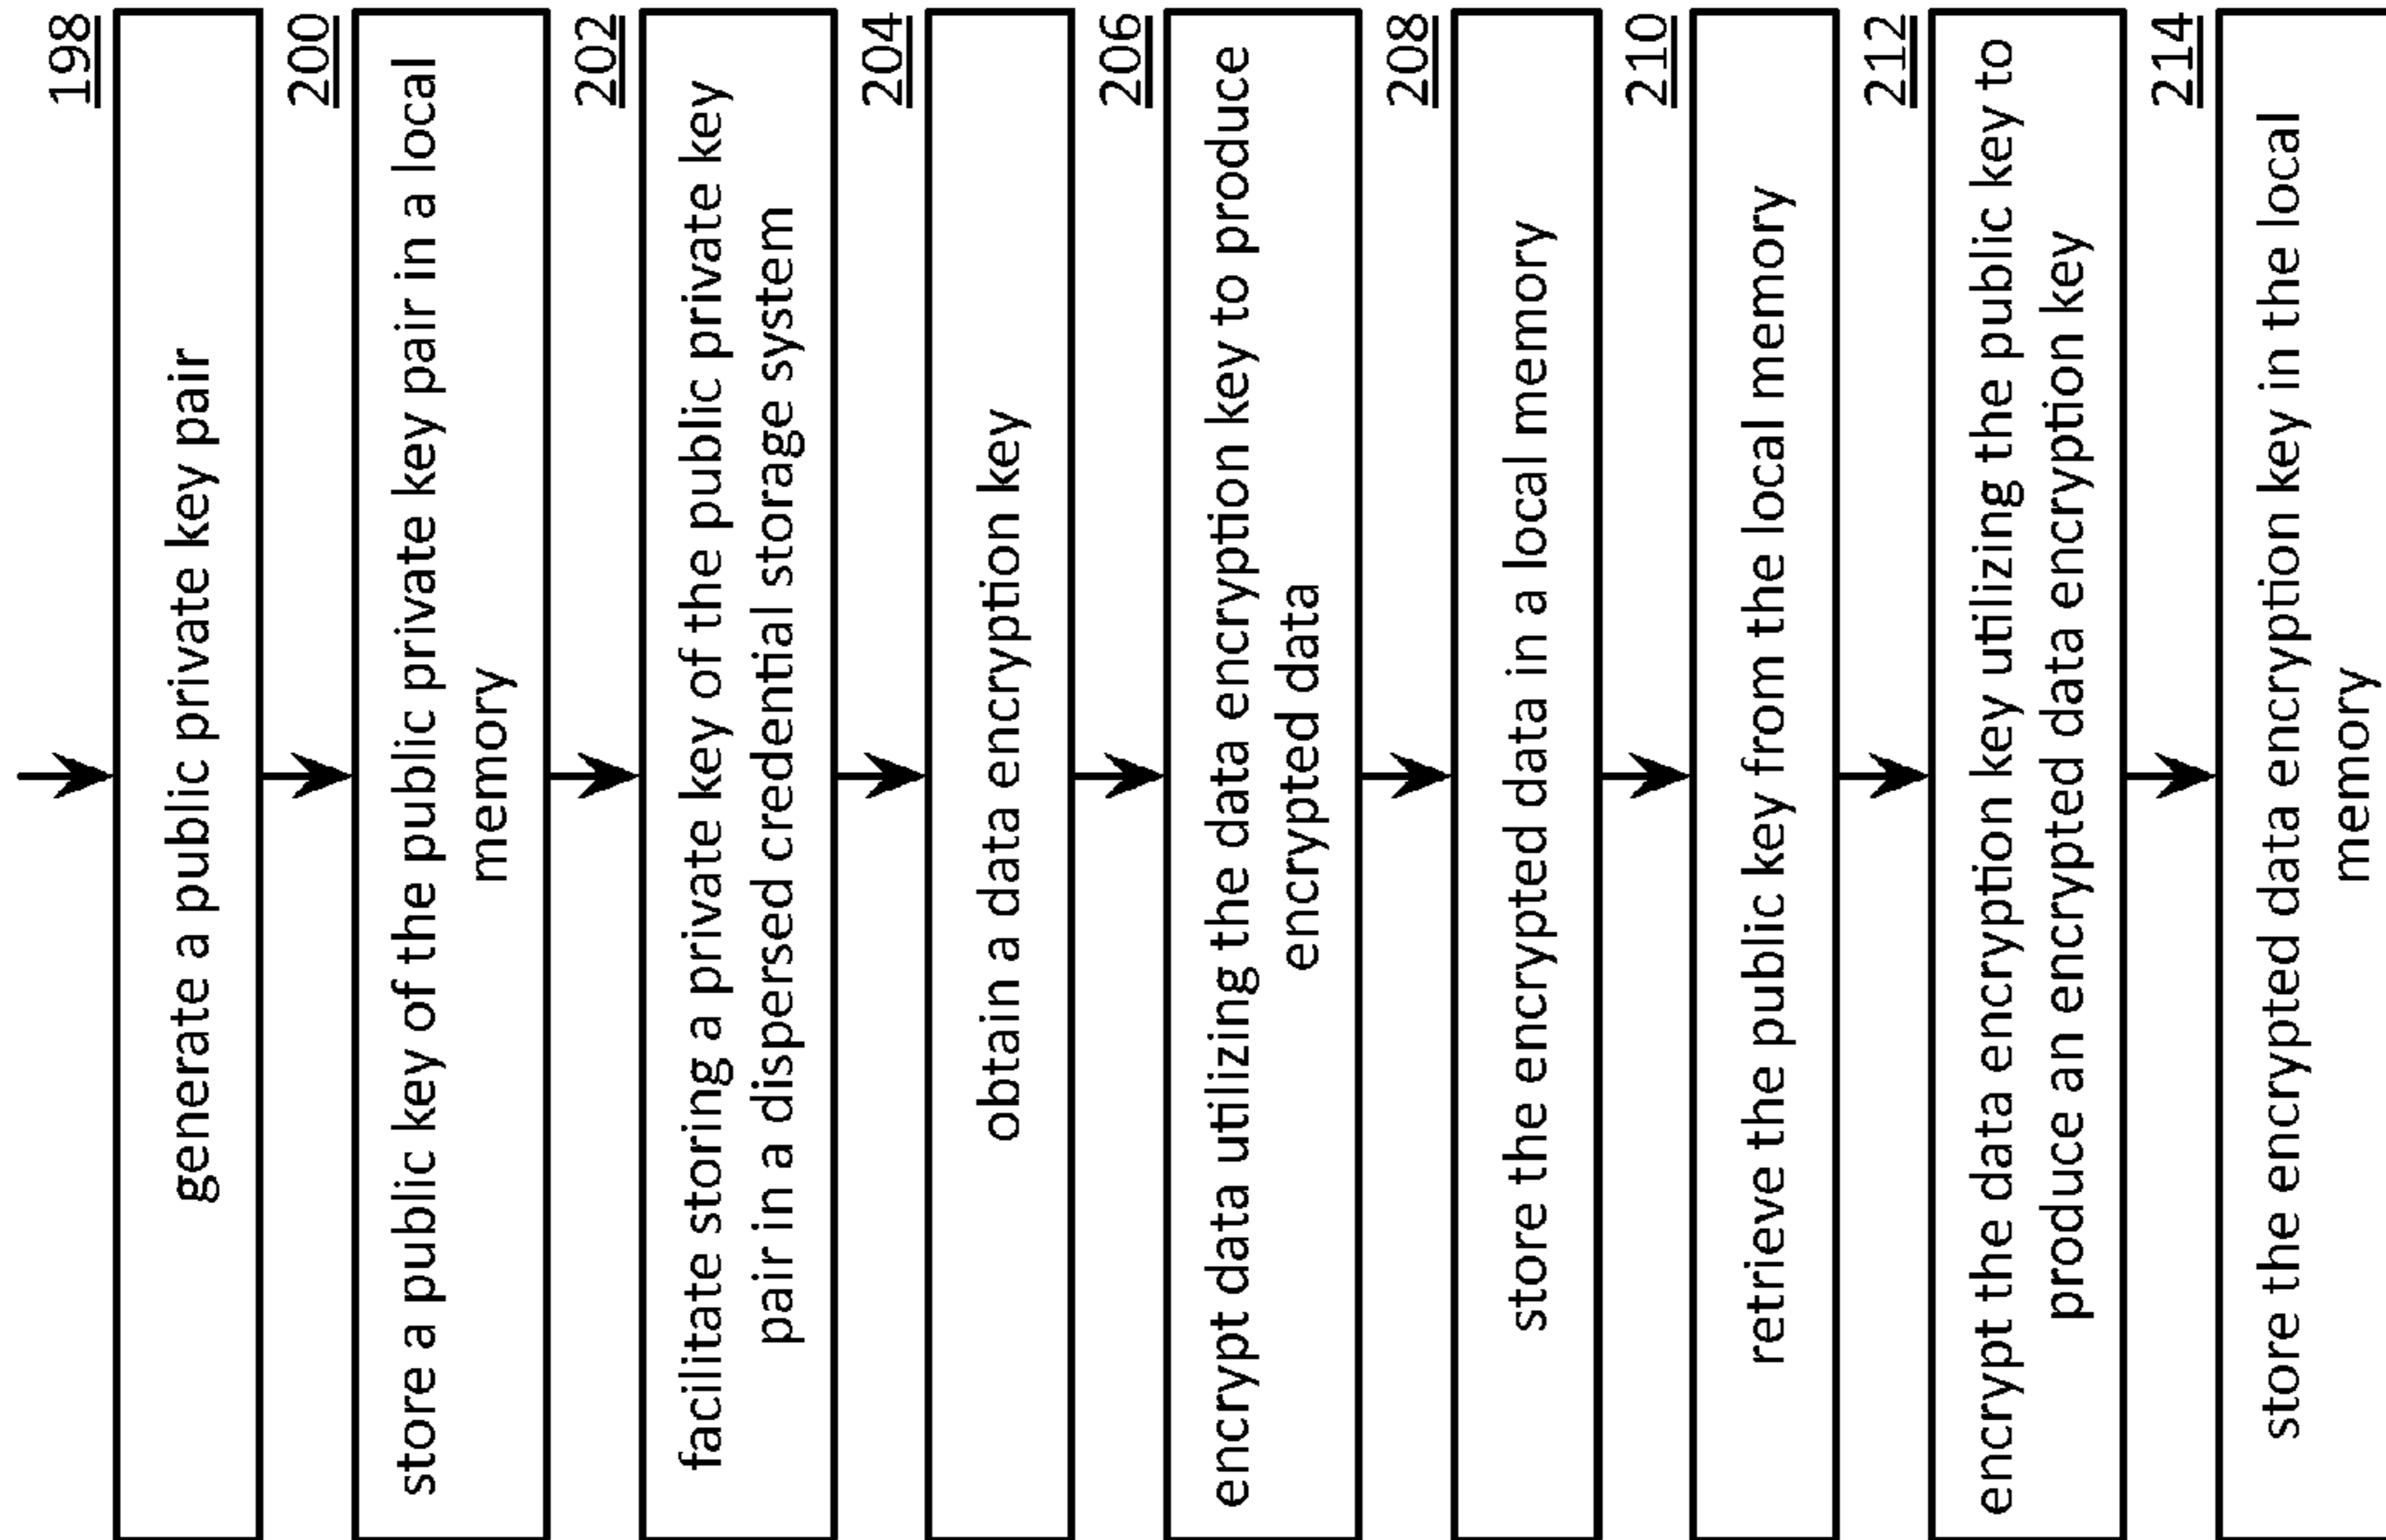 198
generate a public private key pair
200
store a public key of the public private key pair in a local
memory
202
facilitate storing a private key of the public private key
pair in a dispersed credential storage system
204
obtain a data encryption key
206
encrypt data utilizing the data encryption key to produce
encrypted data
208
store the encrypted data in a local memory
210
retrieve the public key from the local memory
212
encrypt the data encryption key utilizing the public key to
produce an encrypted data encryption key
214
store the encrypted data encryption key in the local
memory